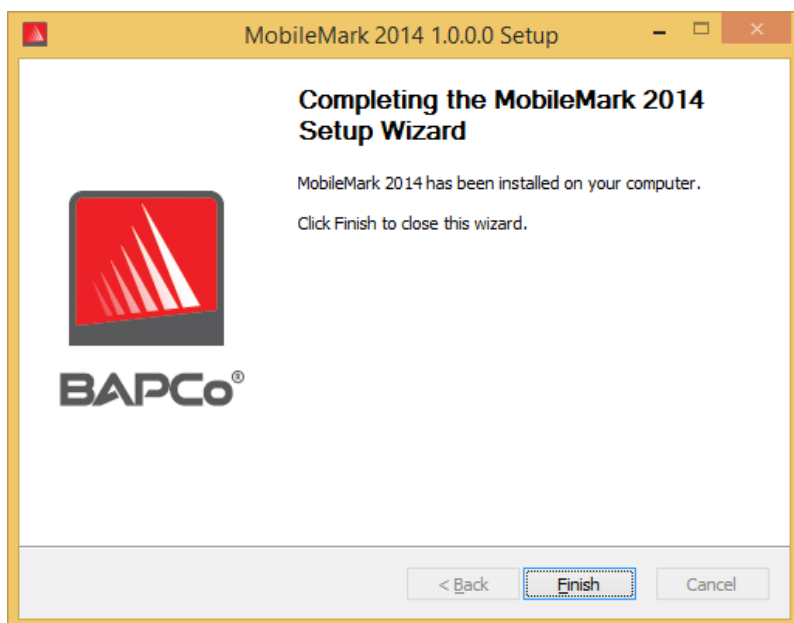 MobileMark 2014 1.0.0.0 Setup
Completing the MobileMark 2014
Setup Wizard
MobileMark 2014 has been installed on your computer.
Click Finish to close this wizard.
BAPCo®
< Back Finish Cancel